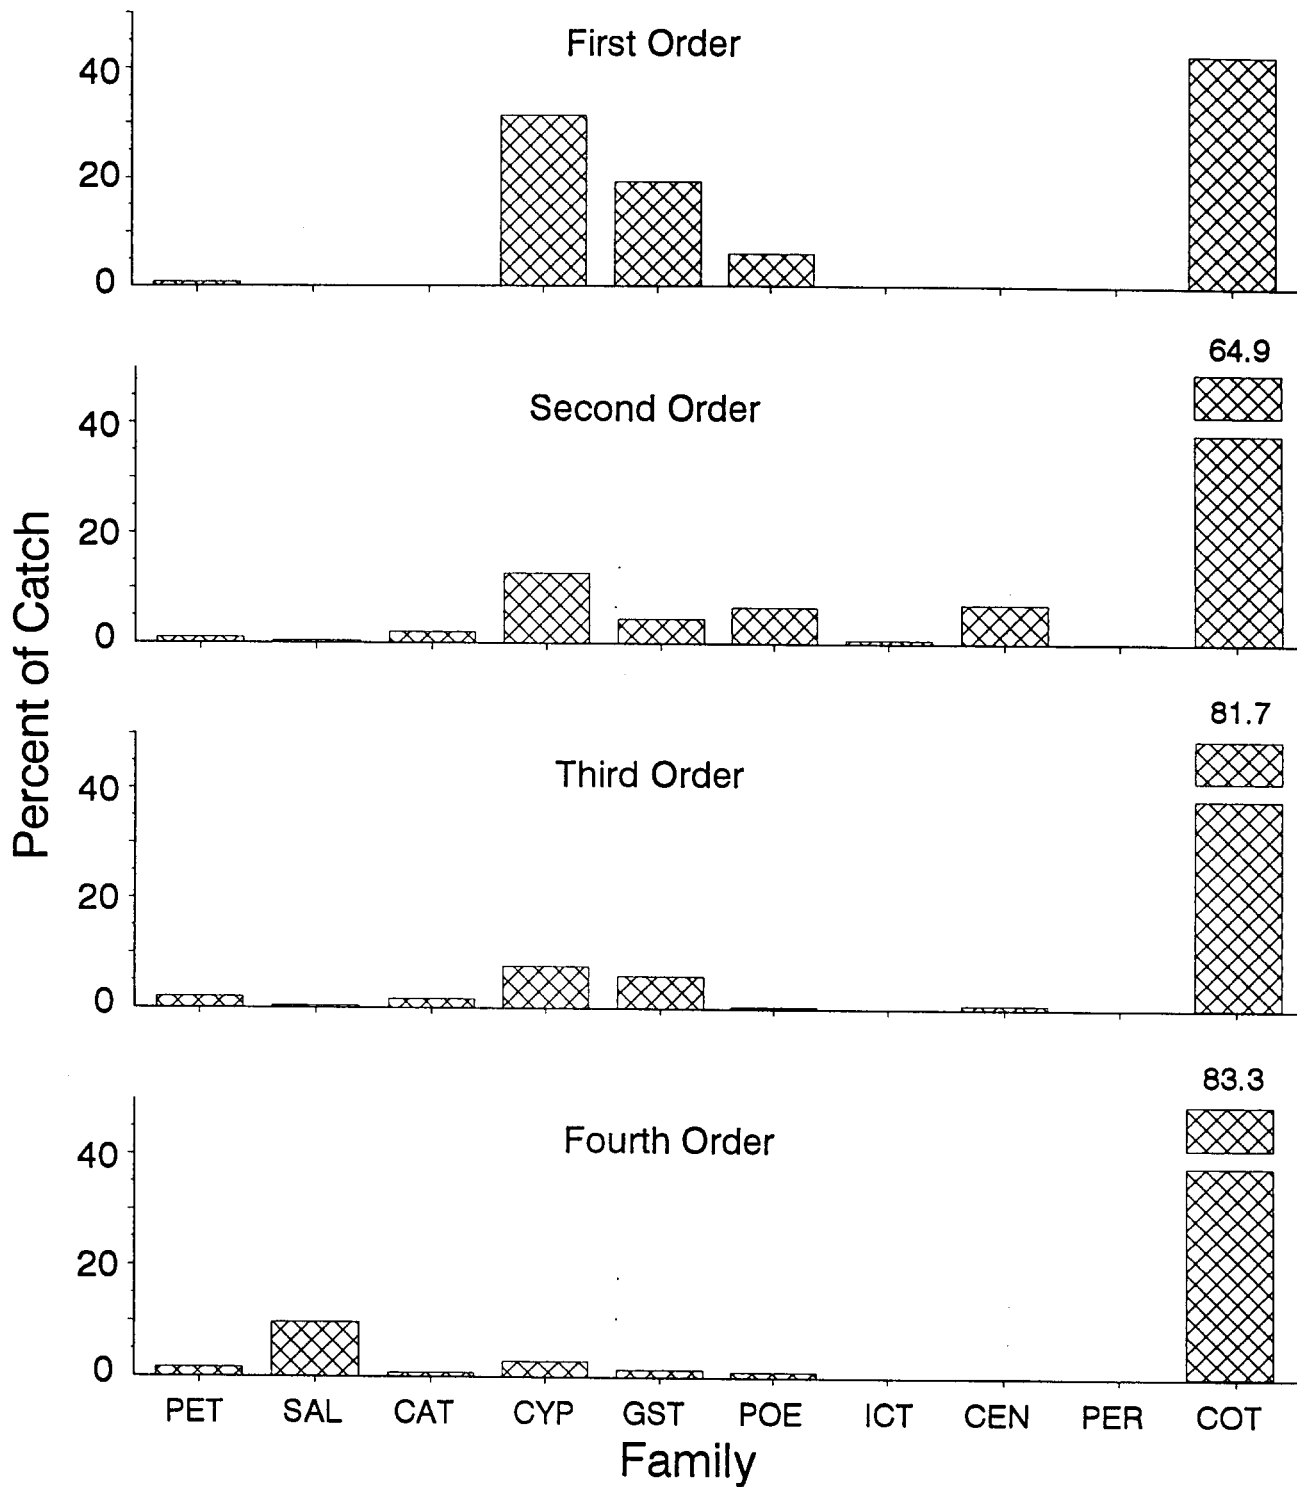 First Order
40
20
0
64.9
Second Order
40
20
0
81.7
Third Order
40
20
0
83.3
Fourth Order
40
20
0
Percent of Catch
PET SAL CAT CYP GST POE ICT CEN PER COT
Family